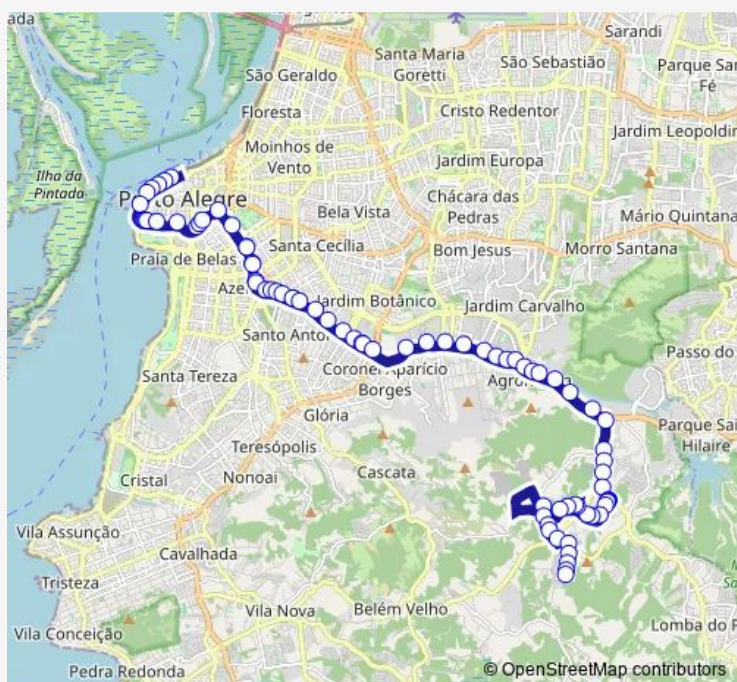 ada
Santa Maria
Goretti
São Sebastião
Sarandi
Parque San
Fé
São Geraldo
Floresta
Cristo Redentor
Jardim Leopoldin
Moinhos de
Vento
Jardim Europa
Ilha da
Pintada
Porto Alegre
Bela Vista
Chácara das
Pedras
Mário Quintana
Santa Cecília
Bom Jesus
Morro Santana
Praia de Belas
Aze
Jardim Botânico
Jardim Carvalho
Santo Anto
Passo do
Santa Tereza
Coronel Aparício
Borges
Agrono
Glória
Parque Sai
Hilaire
Teresópolis
Nonoai
Cascata
Cristal
Vila Assunção
Cavalhada
Tristeza
Vila Nova
Belém Velho
Lomba do P
Vila Conceição
Pedra Redonda
© OpenStreetMap contributors